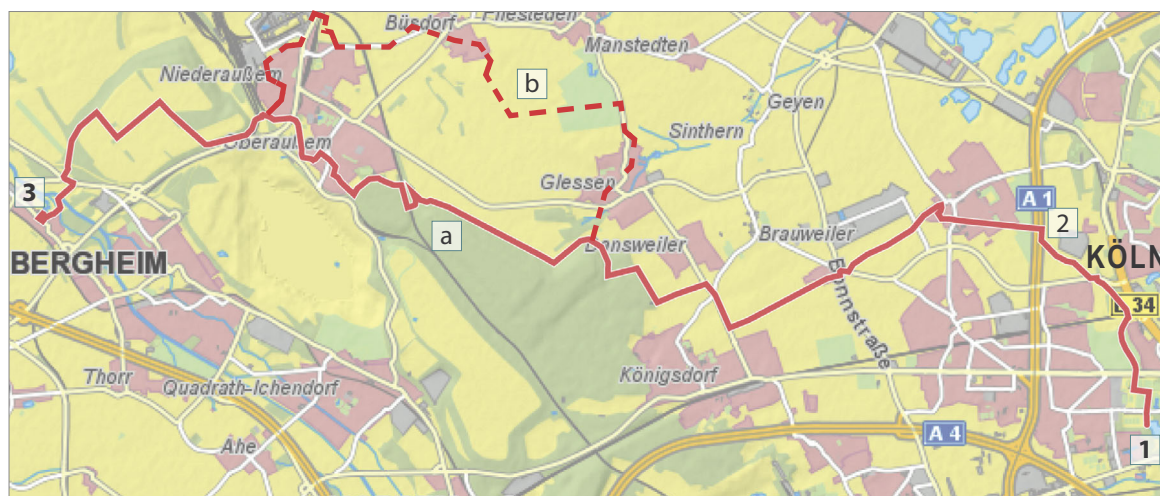 Büsdorf
Fliesteden
Manstedten
Niederaußem
b
Geyen
Sinthern
Oberaußem
Glessen
3
A 1
2
a
Dansweiler
Brauweiler
BERGHEIM
KÖLN
34
Bonnstraße
Thorr
Quadrath-Ichendorf
Königsdorf
Ahe
A 4
1